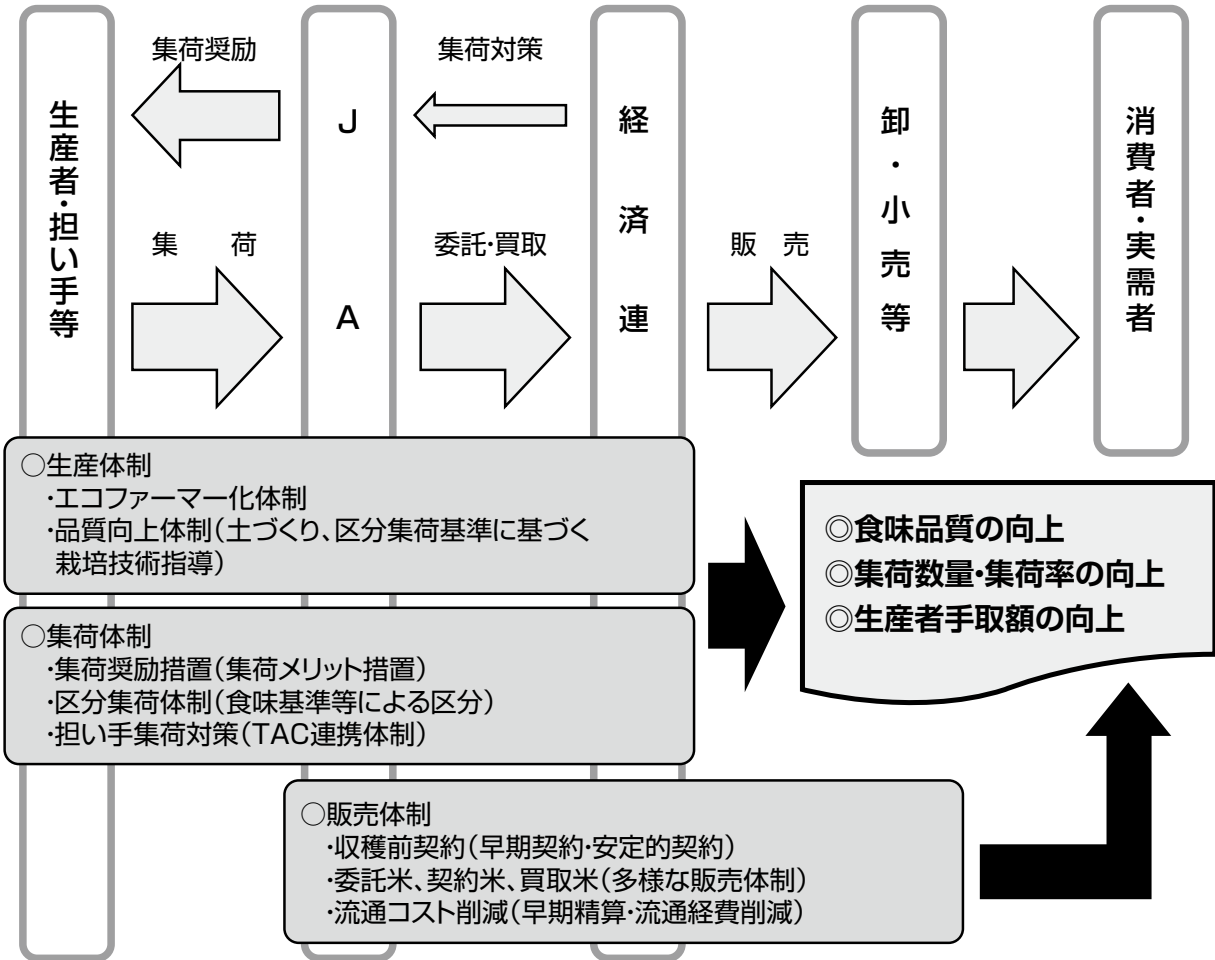 集荷奨励
集荷対策
生産者・担い手等
JA
経済連
卸・小売等
消費者・実需者
集　荷
委託・買取
販　売
○生産体制
・エコファーマー化体制
・品質向上体制（土づくり、区分集荷基準に基づく
栽培技術指導）
○集荷体制
・集荷奨励措置（集荷メリット措置）
・区分集荷体制（食味基準等による区分）
・担い手集荷対策（TAC連携体制）
◎食味品質の向上
◎集荷数量・集荷率の向上
◎生産者手取額の向上
○販売体制
・収穫前契約（早期契約・安定的契約）
・委託米、契約米、買取米（多様な販売体制）
・流通コスト削減（早期精算・流通経費削減）